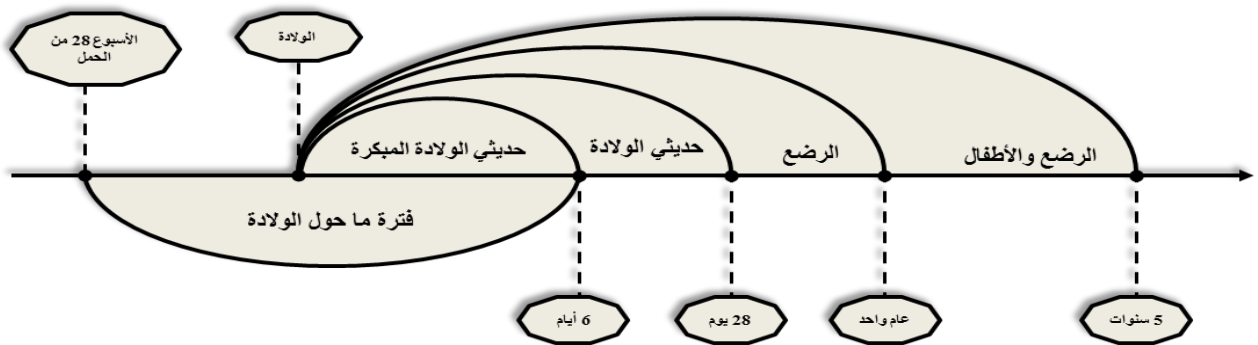 الأسبوع 28 من
الحمل
الولادة
حديثي الولادة المبكرة
حديثي الولادة
الرضع
الرضع والأطفال
فترة ما حول الولادة
6 أيام
28 يوم
عام واحد
5 سنوات